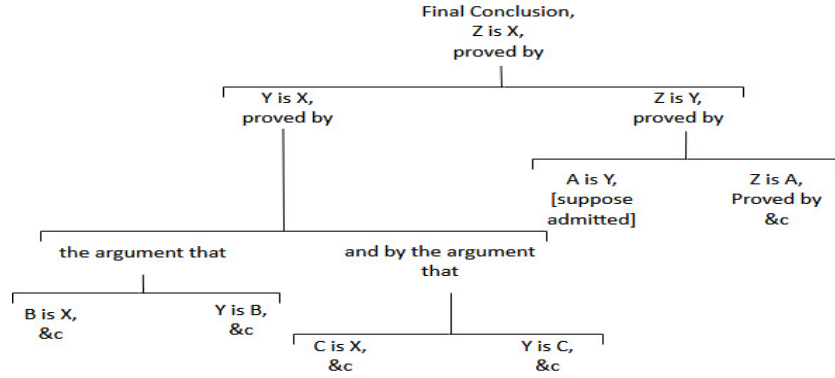 Final Conclusion,
Z is X,
proved by
Y is X,
proved by
Z is Y,
proved by
A is Y,
[suppose
admitted]
Z is A,
Proved by
&c
the argument that
and by the argument
that
B is X,
&c
Y is B,
&c
C is X,
&c
Y is C,
&c